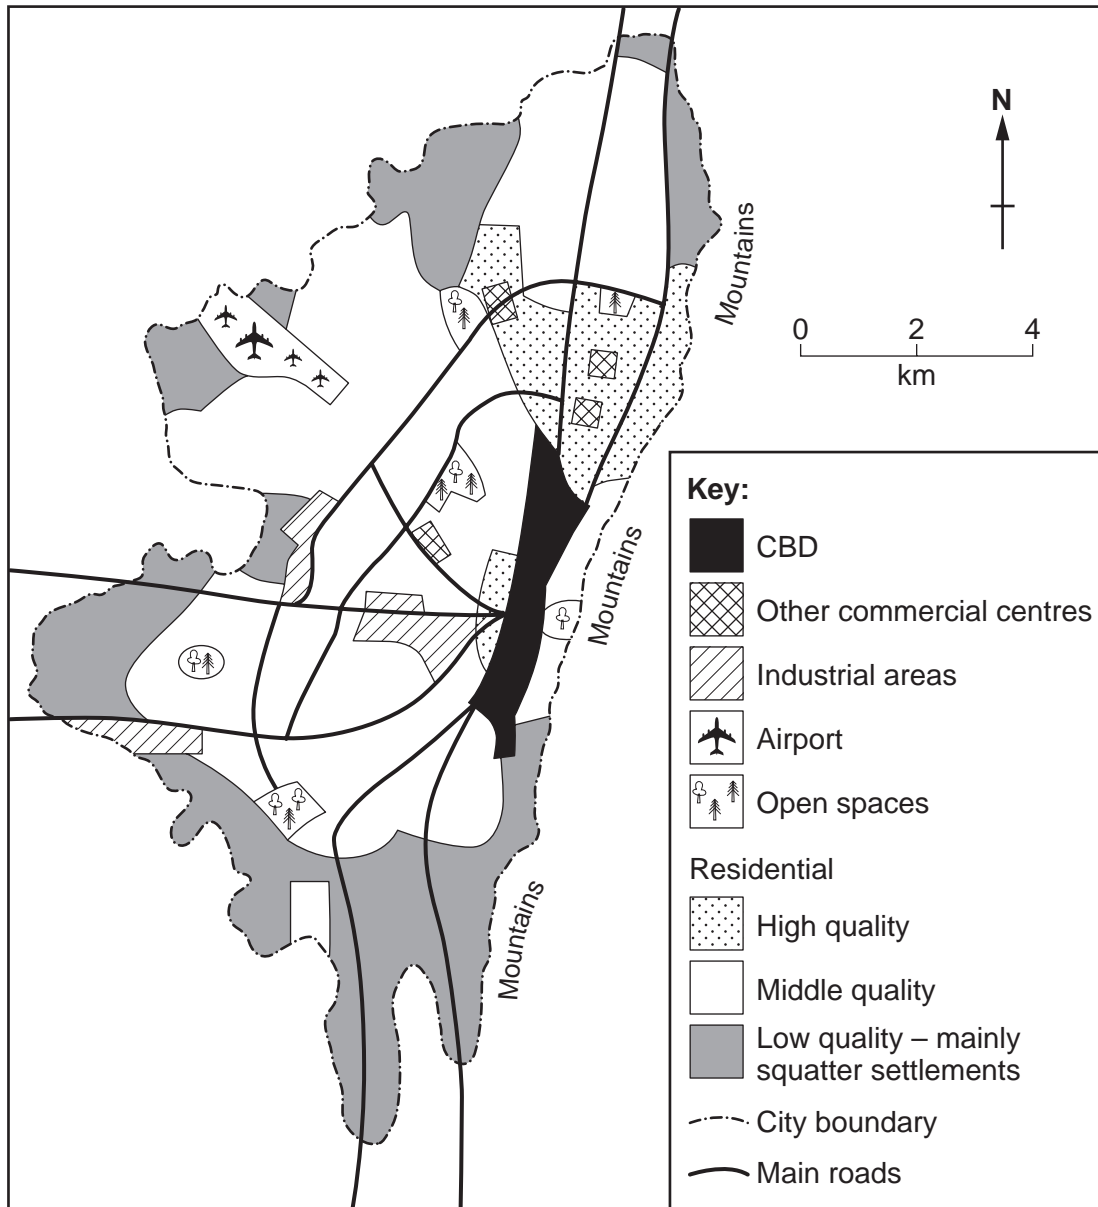 N
Mountains
0 2 4
km
Mountains
Mountains
Key:
CBD
Other commercial centres
Industrial areas
Airport
Open spaces
Residential
High quality
Middle quality
Low quality – mainly
squatter settlements
City boundary
Main roads